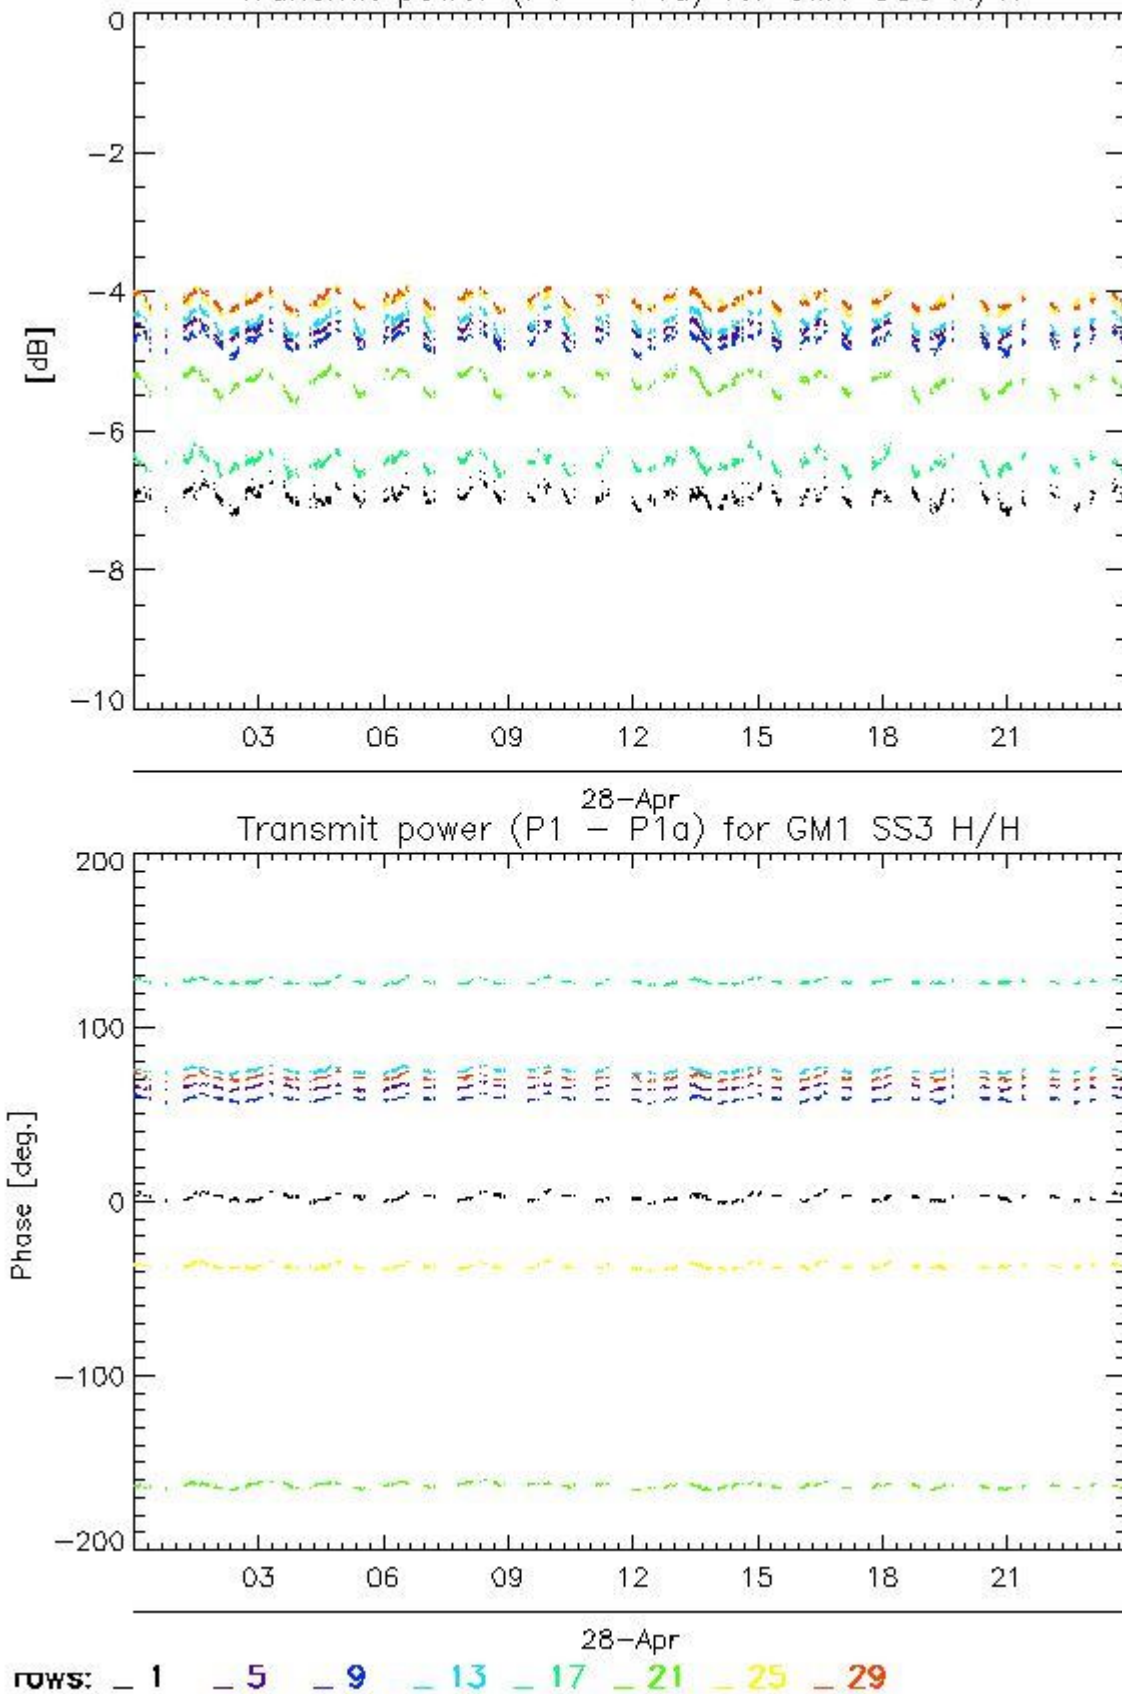 0
−2
−4
[dB]
−6
−8
−10
03 06 09 12 15 18 21
28−Apr
Transmit power (P1 − P1a) for GM1 SS3 H/H
200
100
Phase [deg.]
0
−100
−200
03 06 09 12 15 18 21
28−Apr
rows: _ 1 _ 5 _ 9 _ 13 _ 17 _ 21 _ 25 _ 29